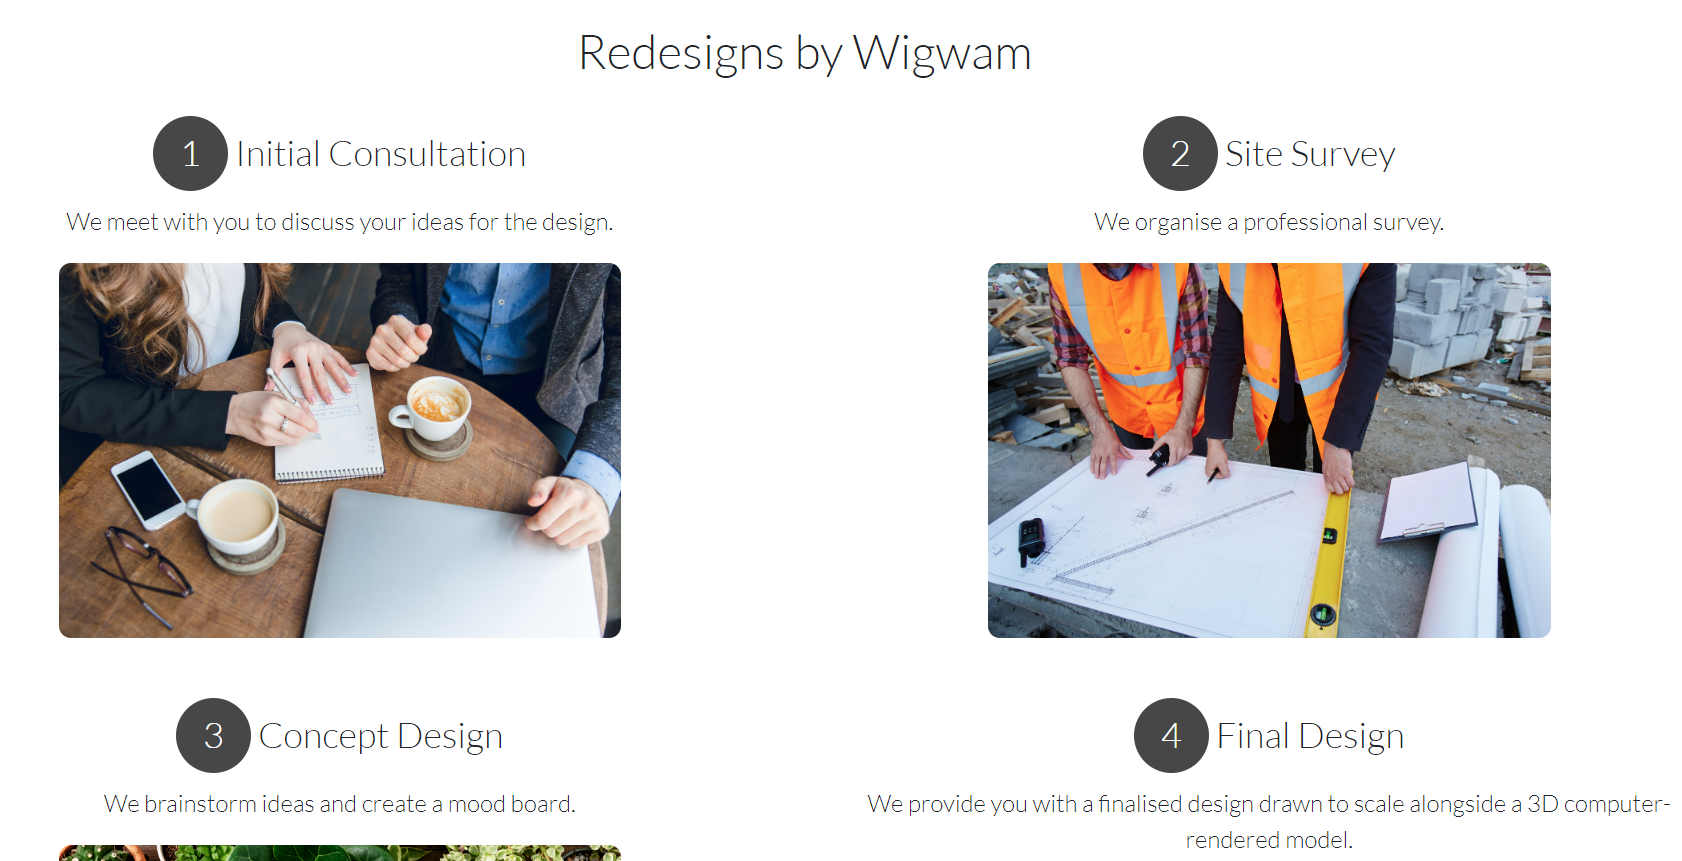 Redesigns by Wigwam
1 Initial Consultation
We meet with you to discuss your ideas for the design.
2 Site Survey
We organise a professional survey.
3 Concept Design
We brainstorm ideas and create a mood board.
4 Final Design
We provide you with a finalised design drawn to scale alongside a 3D computer-
rendered model.